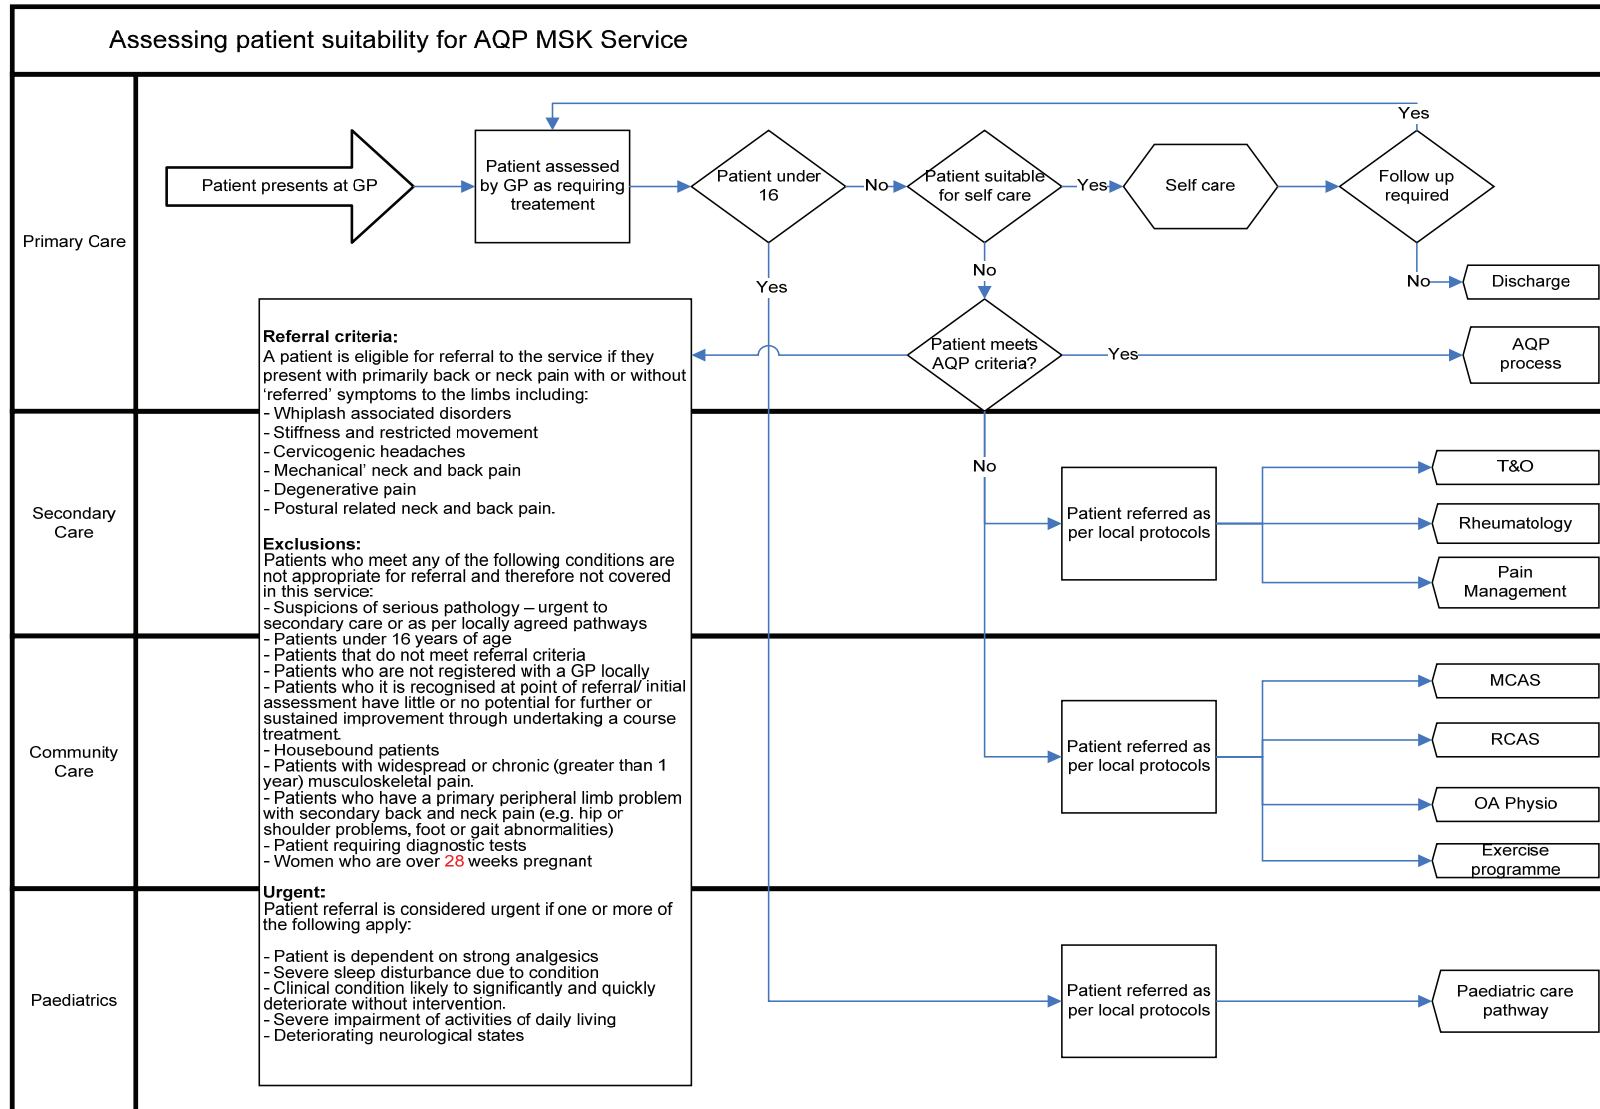 Assessing patient suitability for AQP MSK Service
Primary Care
Patient presents at GP
Patient assessed
by GP as requiring
treatement
Patient under
16
No
Patient suitable
for self care
Yes
Self care
Follow up
required
Yes
No
Discharge
Yes
No
Patient meets
AQP criteria?
Yes
AQP
process
Referral criteria:
A patient is eligible for referral to the service if they
present with primarily back or neck pain with or without
‘referred’ symptoms to the limbs including:
- Whiplash associated disorders
- Stiffness and restricted movement
- Cervicogenic headaches
- Mechanical’ neck and back pain
- Degenerative pain
- Postural related neck and back pain.
Exclusions:
Patients who meet any of the following conditions are
not appropriate for referral and therefore not covered
in this service:
- Suspicions of serious pathology – urgent to
secondary care or as per locally agreed pathways
- Patients under 16 years of age
- Patients that do not meet referral criteria
- Patients who are not registered with a GP locally
- Patients who it is recognised at point of referral/ initial
assessment have little or no potential for further or
sustained improvement through undertaking a course
treatment.
- Housebound patients
- Patients with widespread or chronic (greater than 1
year) musculoskeletal pain.
- Patients who have a primary peripheral limb problem
with secondary back and neck pain (e.g. hip or
shoulder problems, foot or gait abnormalities)
- Patient requiring diagnostic tests
- Women who are over 28 weeks pregnant
Urgent:
Patient referral is considered urgent if one or more of
the following apply:
- Patient is dependent on strong analgesics
- Severe sleep disturbance due to condition
- Clinical condition likely to significantly and quickly
deteriorate without intervention.
- Severe impairment of activities of daily living
- Deteriorating neurological states
Secondary
Care
No
Patient referred as
per local protocols
T&O
Rheumatology
Pain
Management
Community
Care
Patient referred as
per local protocols
MCAS
RCAS
OA Physio
Exercise
programme
Paediatrics
Patient referred as
per local protocols
Paediatric care
pathway